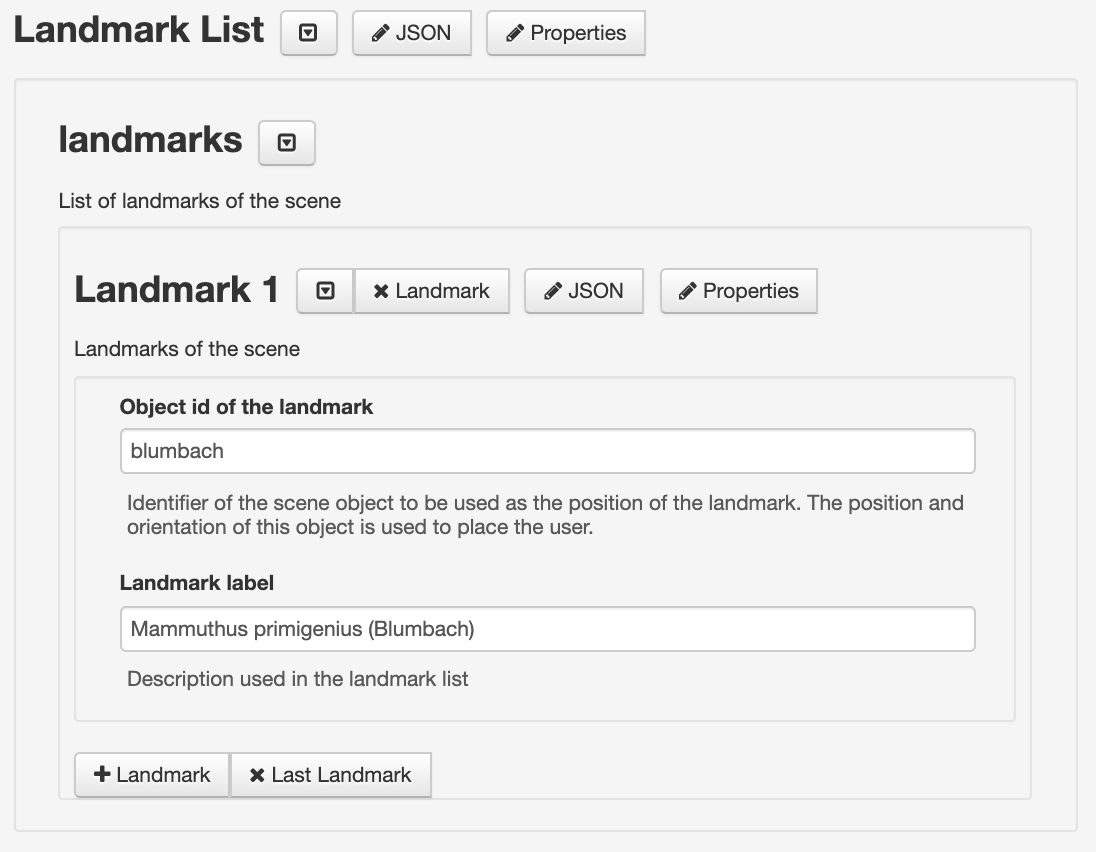 Landmark List JSON Properties
landmarks
List of landmarks of the scene
Landmark 1 Landmark JSON Properties
Landmarks of the scene
Object id of the landmark
blumbach
Identifier of the scene object to be used as the position of the landmark. The position and
orientation of this object is used to place the user.
Landmark label
Mammuthus primigenius (Blumbach)
Description used in the landmark list
Landmark Last Landmark